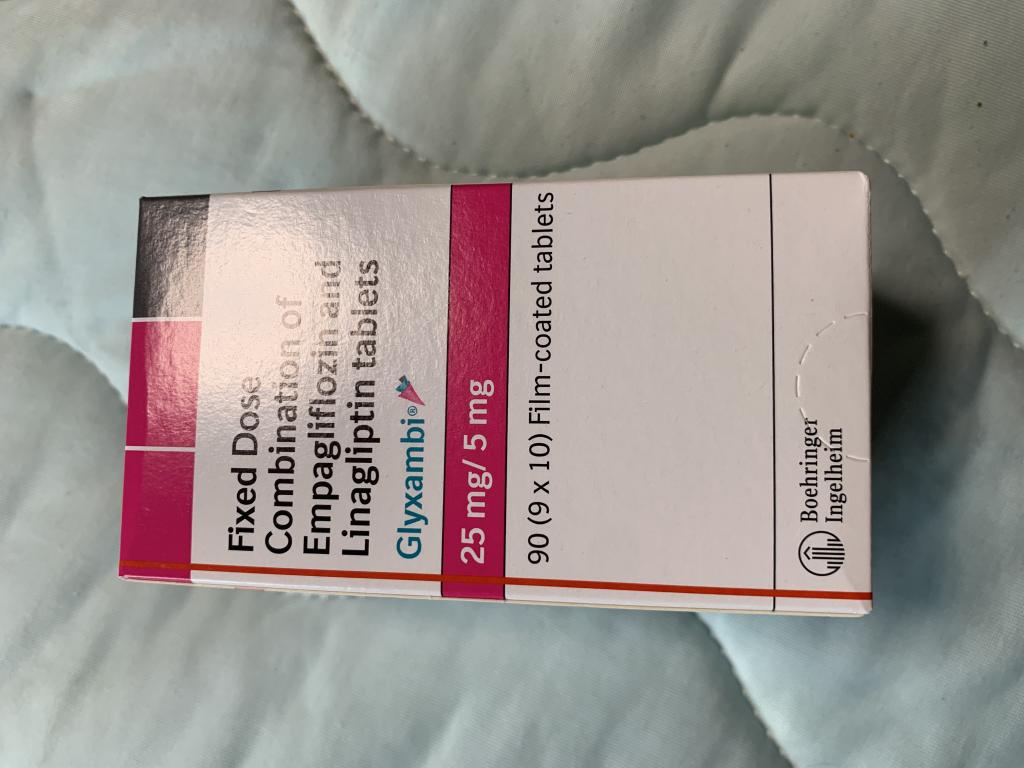 Fixed Dose
Combination of
Empagliflozin and
Linagliptin tablets
Glyxambi®
25 mg/ 5 mg
90 (9 x 10) Film-coated tablets
Boehringer
Ingelheim